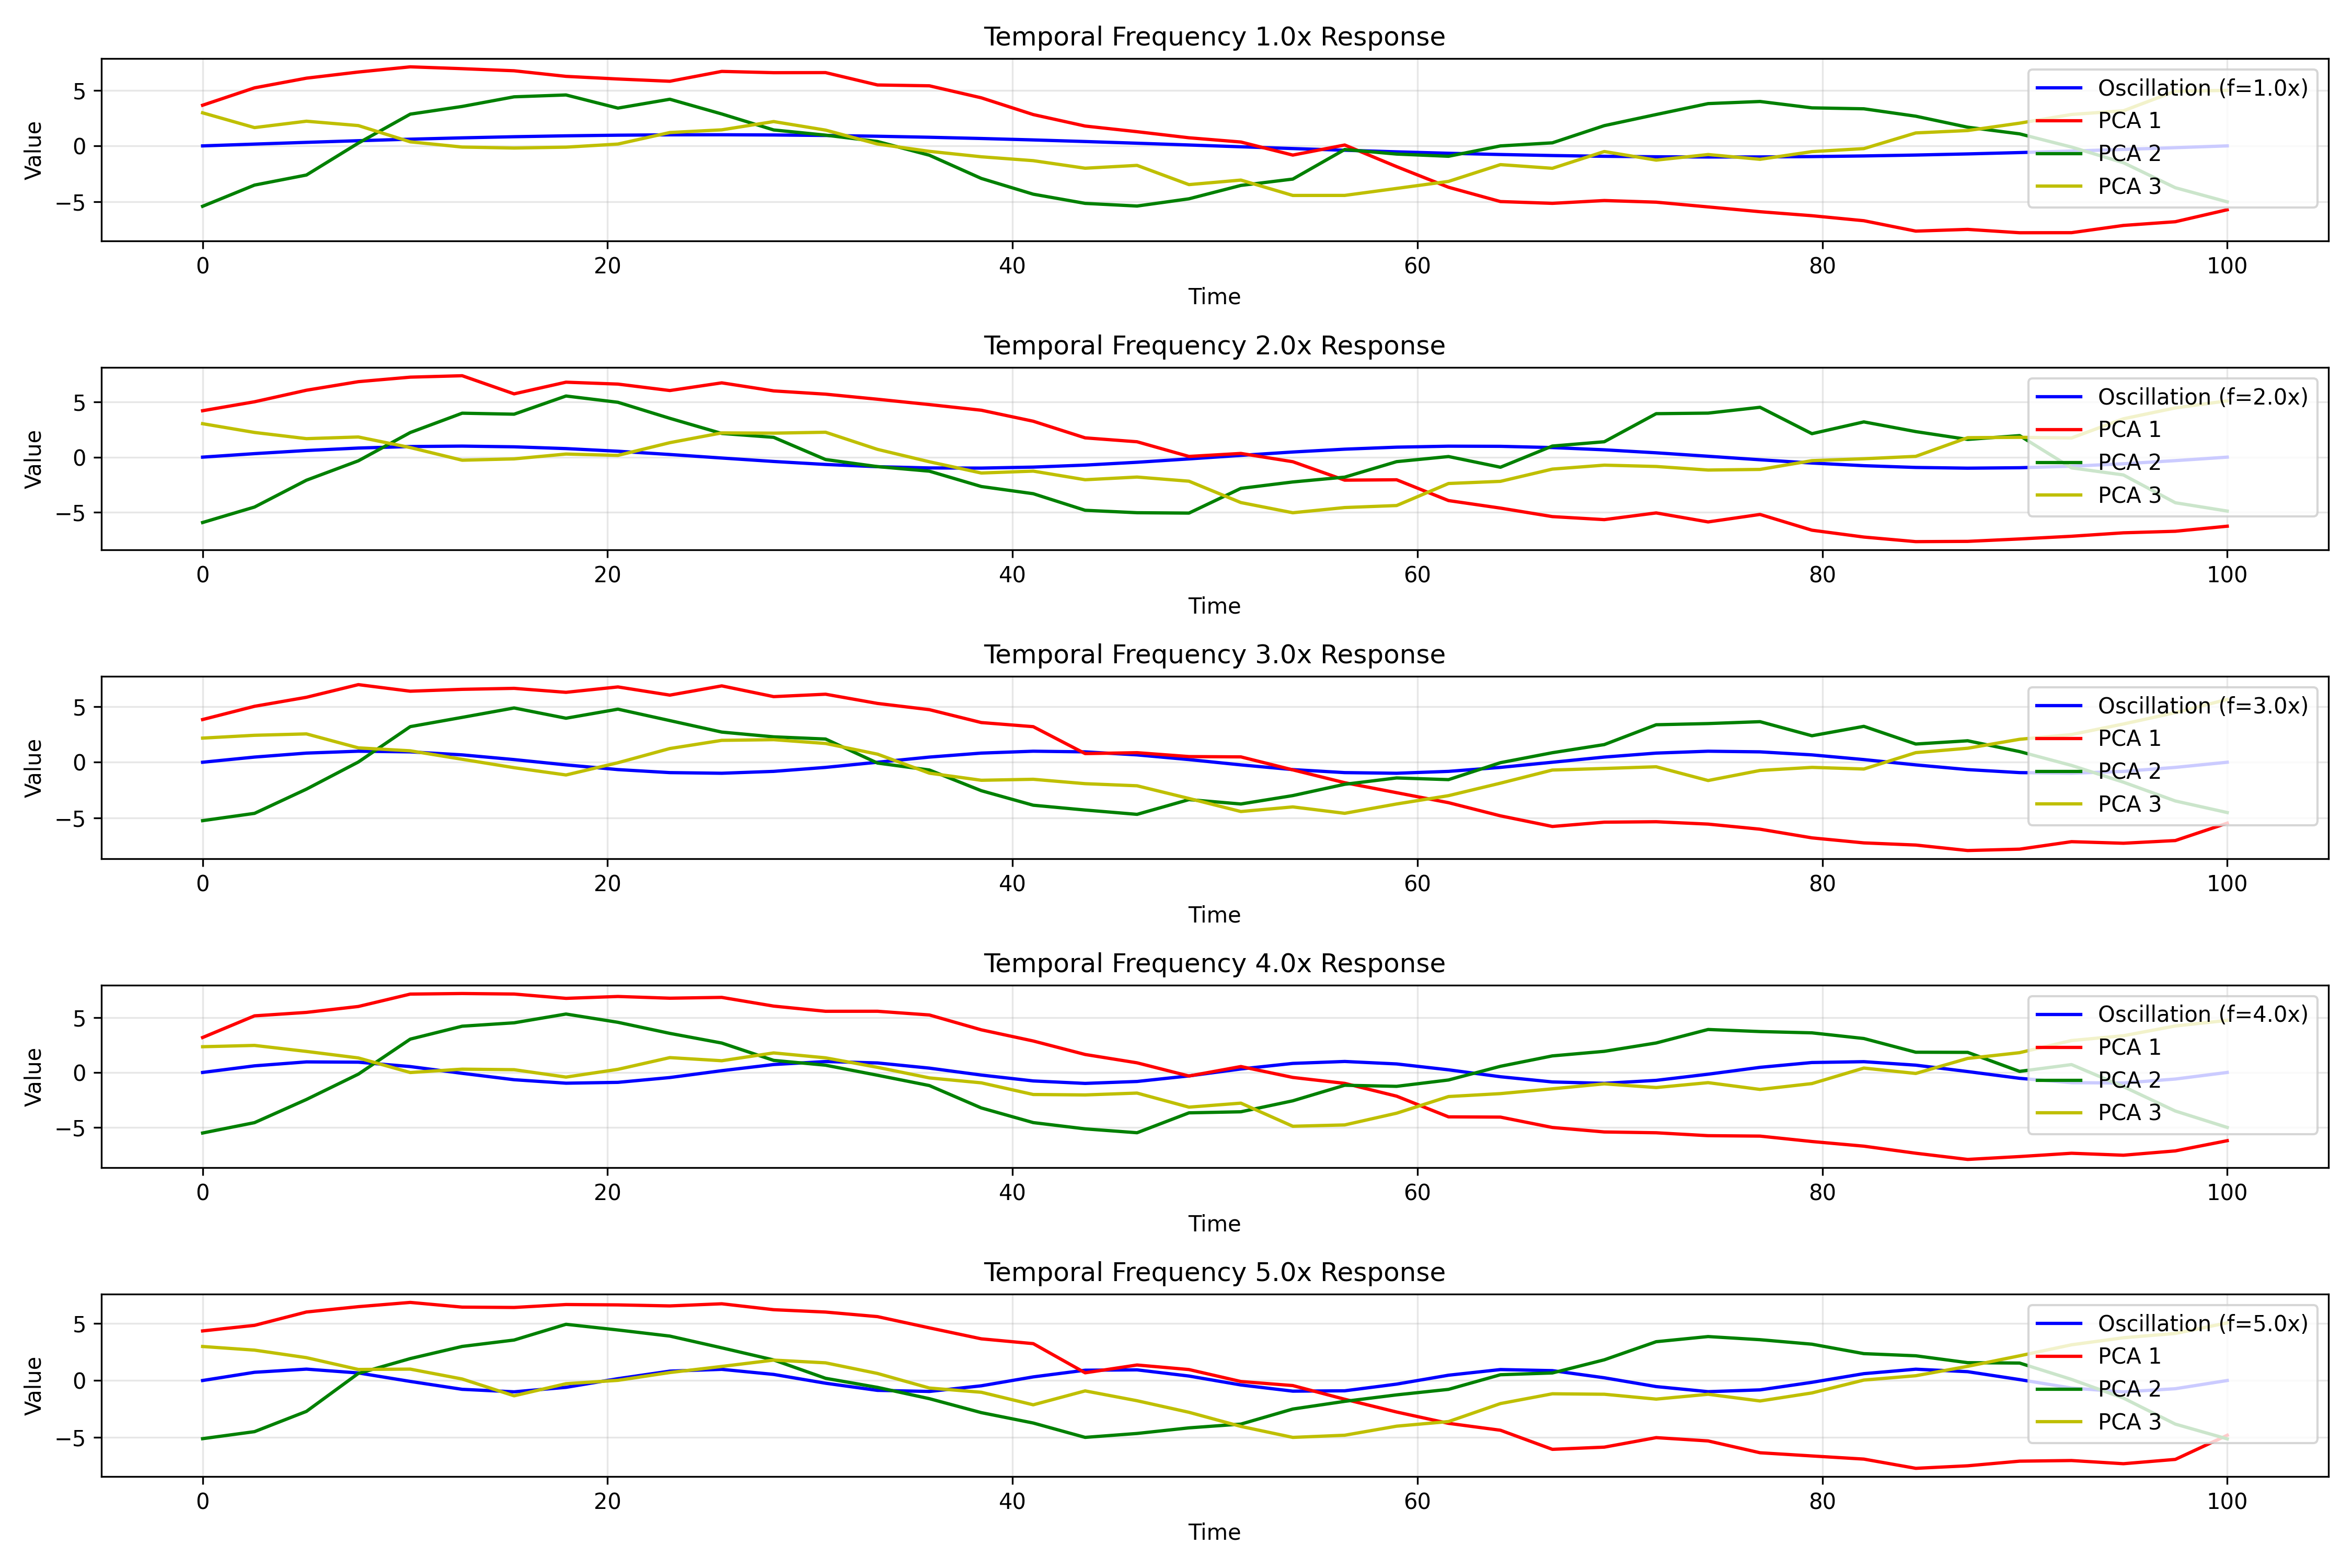 Temporal Frequency 1.0x Response
Value
5
0
−5
Oscillation (f=1.0x)
PCA 1
PCA 2
PCA 3
0 20 40 60 80 100
Time
Temporal Frequency 2.0x Response
Value
5
0
−5
Oscillation (f=2.0x)
PCA 1
PCA 2
PCA 3
0 20 40 60 80 100
Time
Temporal Frequency 3.0x Response
Value
5
0
−5
Oscillation (f=3.0x)
PCA 1
PCA 2
PCA 3
0 20 40 60 80 100
Time
Temporal Frequency 4.0x Response
Value
5
0
−5
Oscillation (f=4.0x)
PCA 1
PCA 2
PCA 3
0 20 40 60 80 100
Time
Temporal Frequency 5.0x Response
Value
5
0
−5
Oscillation (f=5.0x)
PCA 1
PCA 2
PCA 3
0 20 40 60 80 100
Time